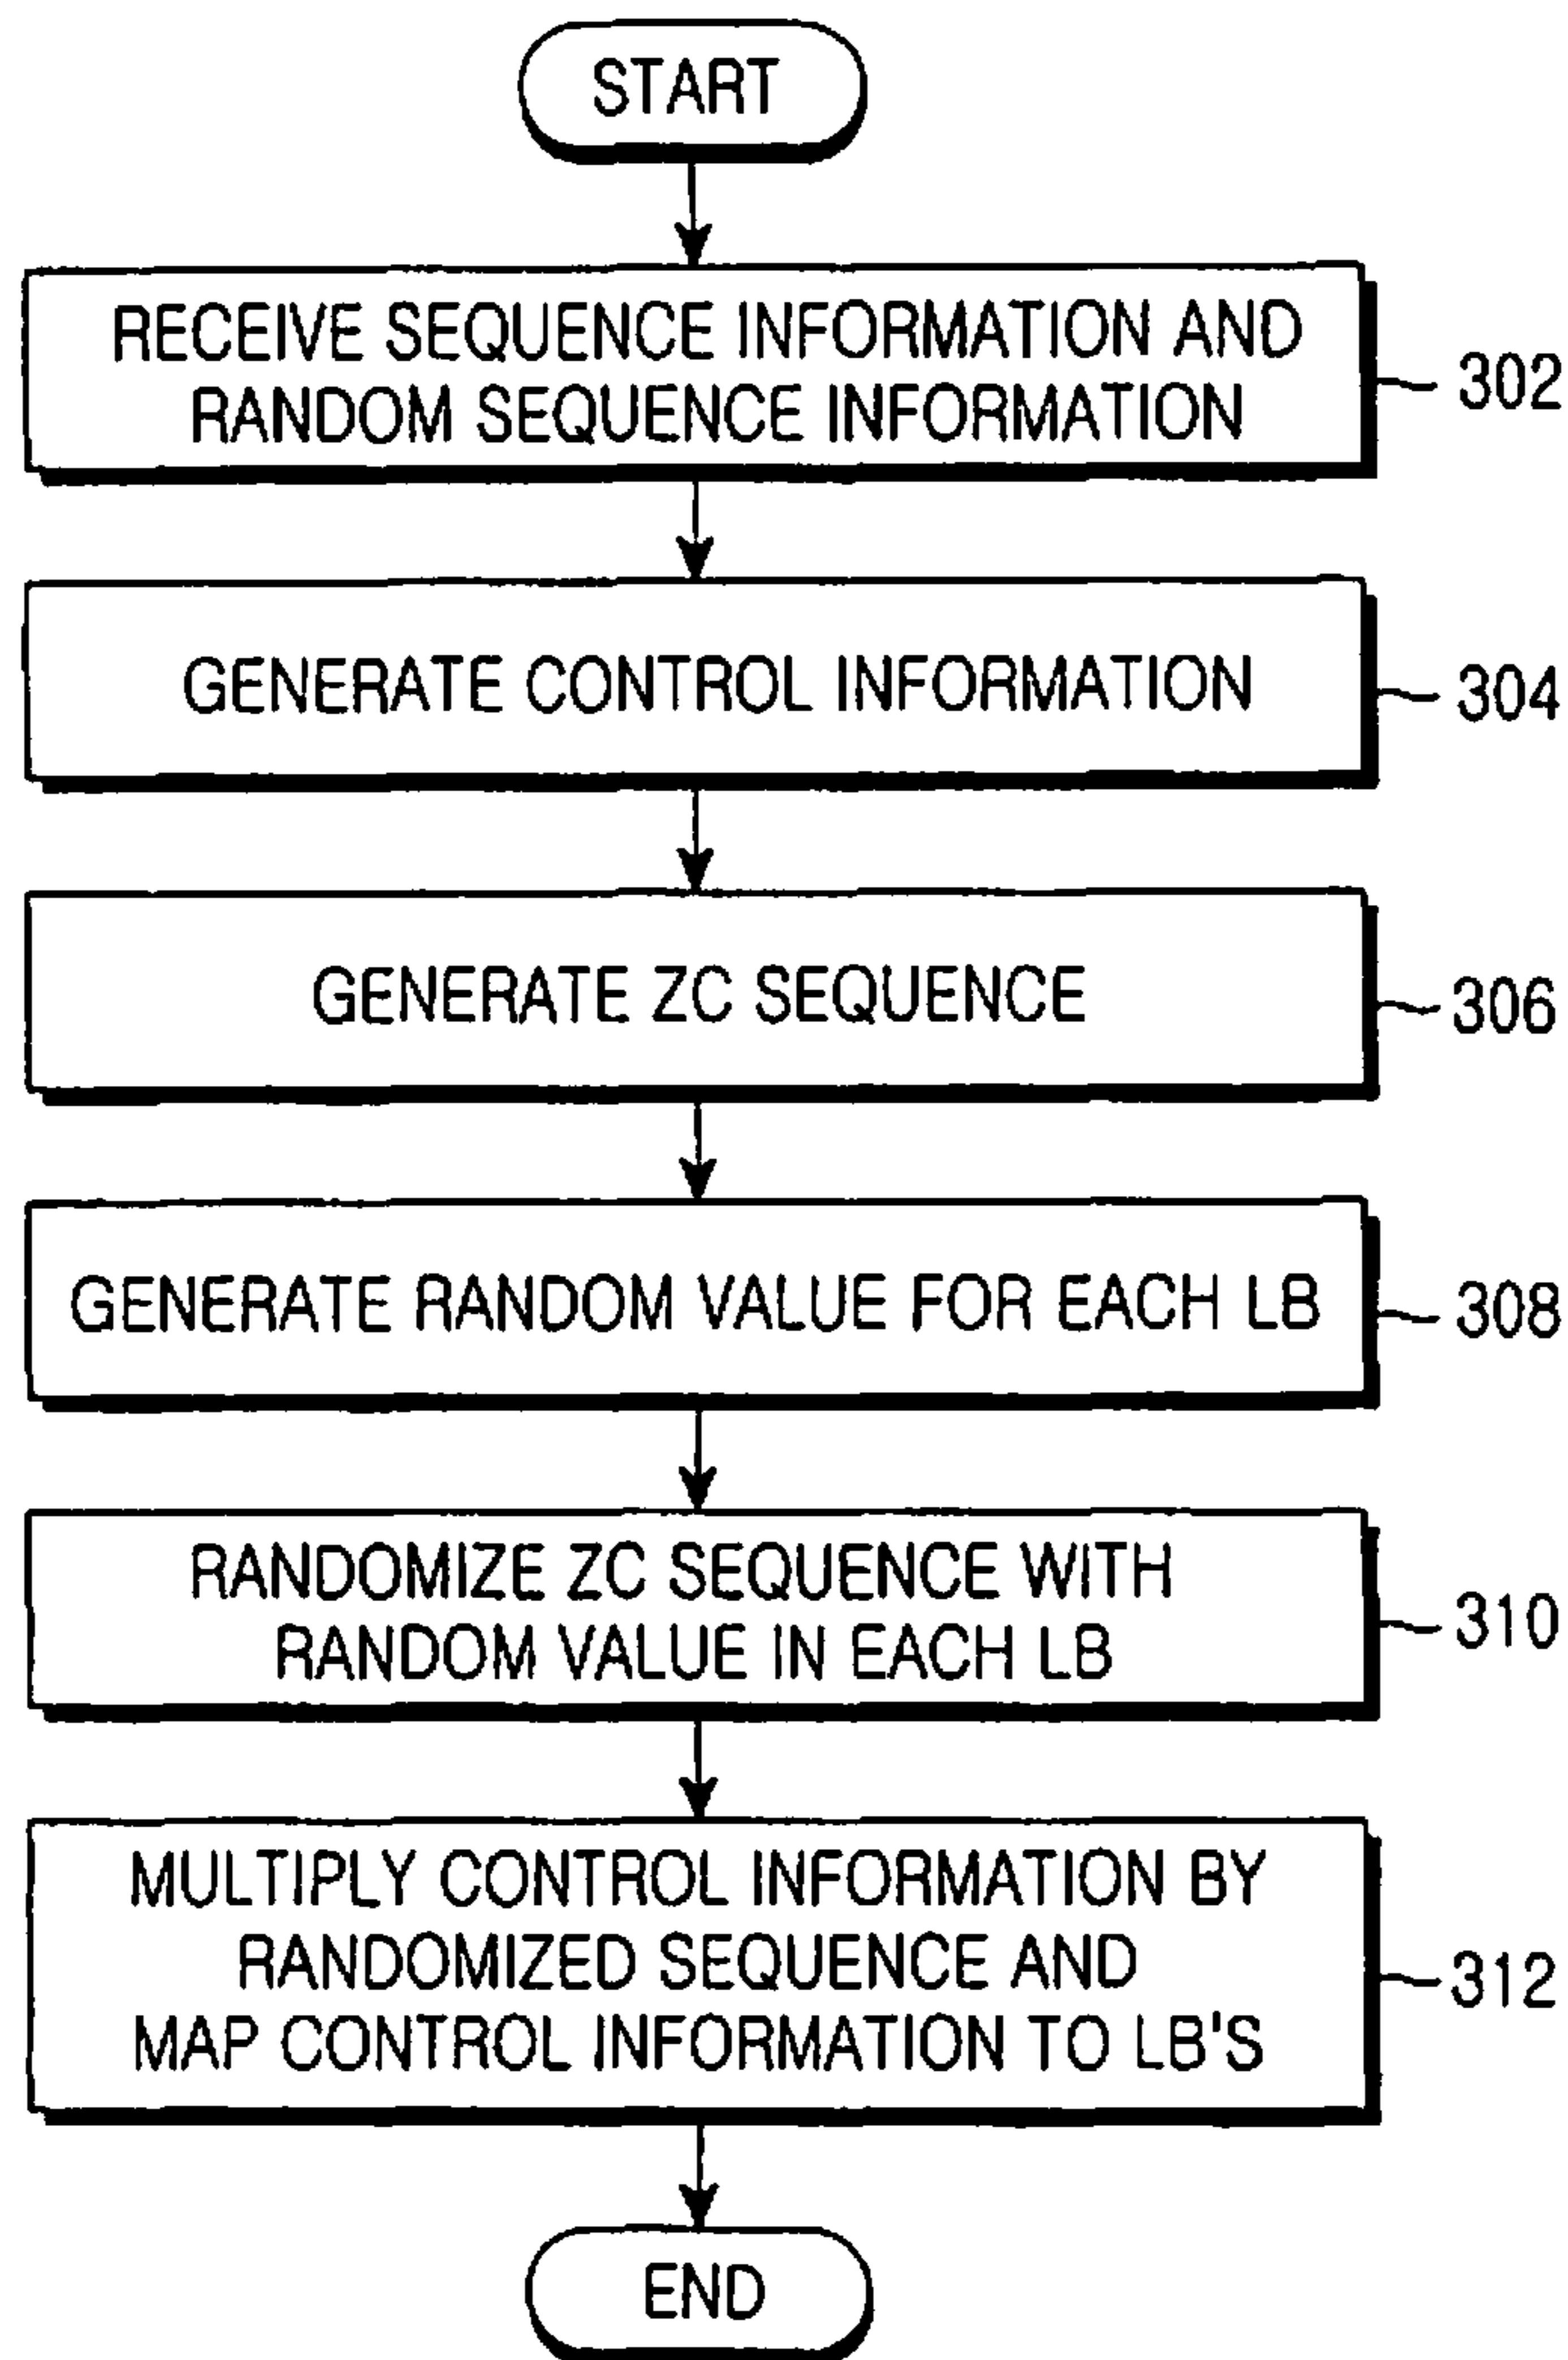 START
RECEIVE SEQUENCE INFORMATION AND
RANDOM SEQUENCE INFORMATION
302
GENERATE CONTROL INFORMATION
304
GENERATE ZC SEQUENCE
306
GENERATE RANDOM VALUE FOR EACH LB
308
RANDOMIZE ZC SEQUENCE WITH
RANDOM VALUE IN EACH LB
310
MULTIPLY CONTROL INFORMATION BY
RANDOMIZED SEQUENCE AND
MAP CONTROL INFORMATION TO LB'S
312
END